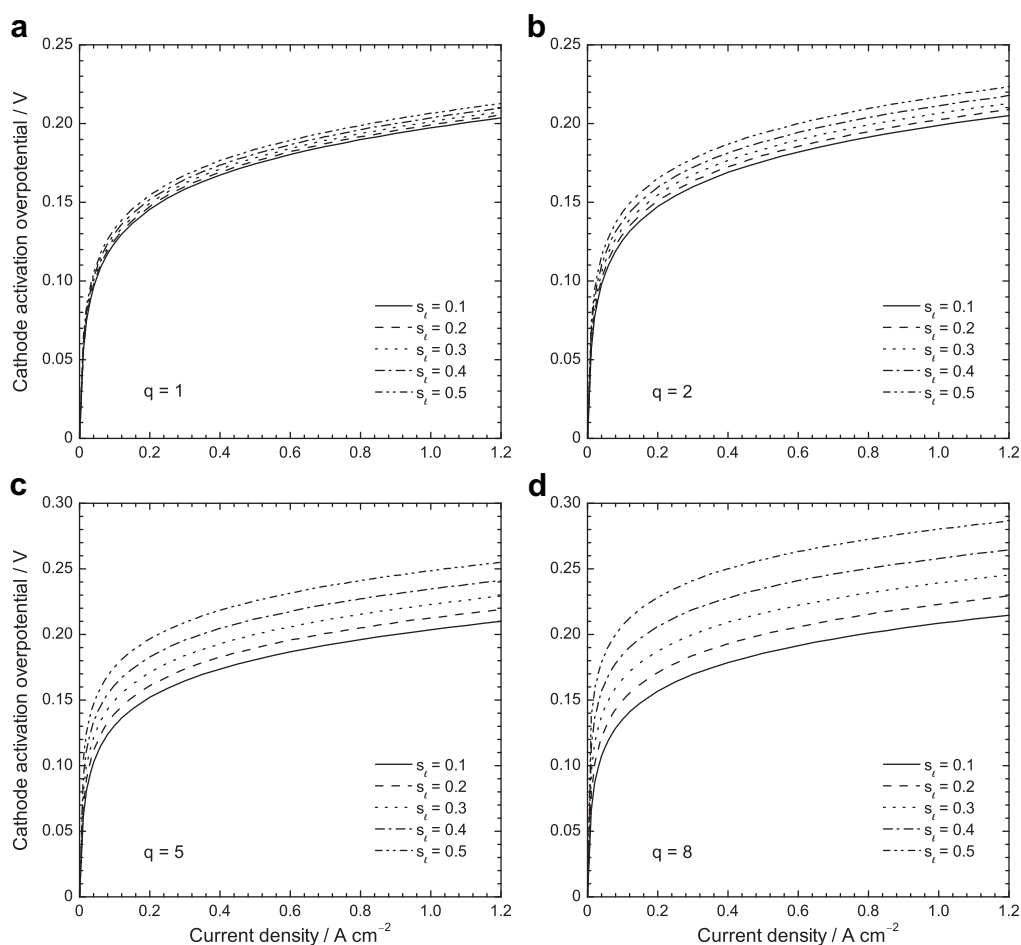 a
0.25
0.20
0.15
0.10
0.05
0
Cathode activation overpotential / V
s_ℓ = 0.1
s_ℓ = 0.2
s_ℓ = 0.3
s_ℓ = 0.4
s_ℓ = 0.5
q = 1
0 0.2 0.4 0.6 0.8 1.0 1.2
b
0.25
0.20
0.15
0.10
0.05
0
s_ℓ = 0.1
s_ℓ = 0.2
s_ℓ = 0.3
s_ℓ = 0.4
s_ℓ = 0.5
q = 2
0 0.2 0.4 0.6 0.8 1.0 1.2
c
0.30
0.25
0.20
0.15
0.10
0.05
0
Cathode activation overpotential / V
s_ℓ = 0.1
s_ℓ = 0.2
s_ℓ = 0.3
s_ℓ = 0.4
s_ℓ = 0.5
q = 5
0 0.2 0.4 0.6 0.8 1.0 1.2
Current density / A cm⁻²
d
0.30
0.25
0.20
0.15
0.10
0.05
0
s_ℓ = 0.1
s_ℓ = 0.2
s_ℓ = 0.3
s_ℓ = 0.4
s_ℓ = 0.5
q = 8
0 0.2 0.4 0.6 0.8 1.0 1.2
Current density / A cm⁻²